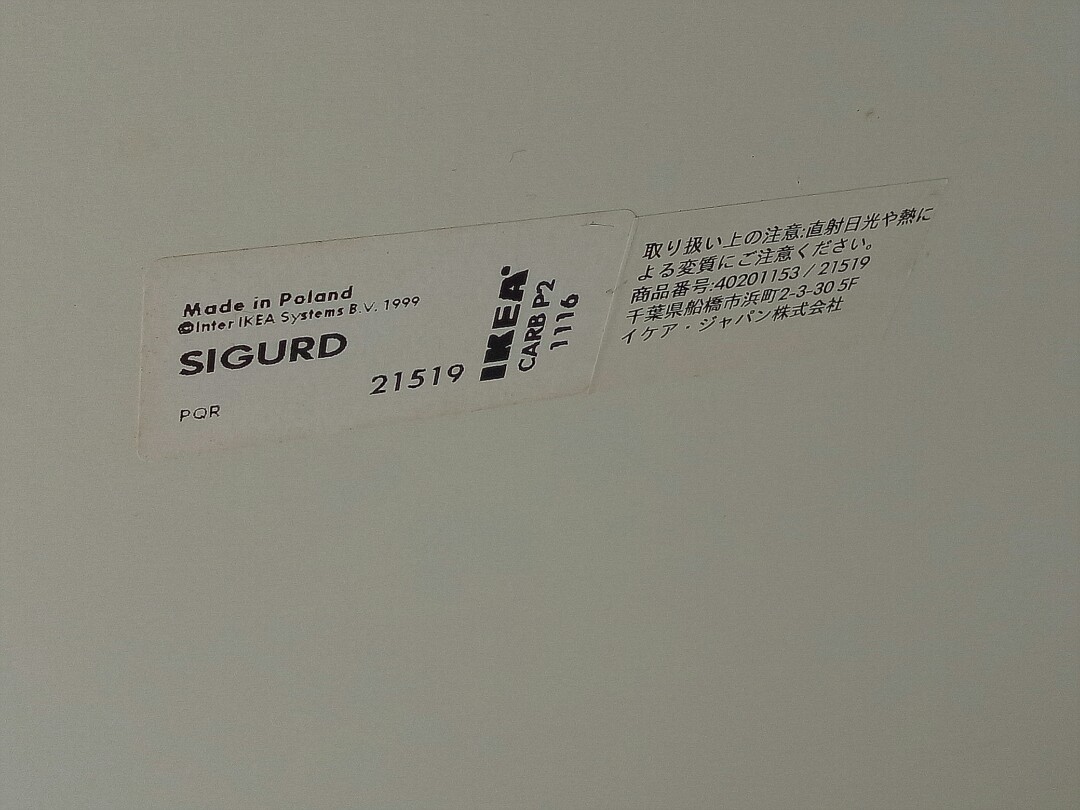 Made in Poland
©Inter IKEA Systems B.V. 1999
SIGURD
21519
PQR
IKEA®
CARB P2
1116
取り扱い上の注意:直射日光や熱に
よる変質にご注意ください。
商品番号:40201153 / 21519
千葉県船橋市浜町2-3-30 5F
イケア・ジャパン株式会社